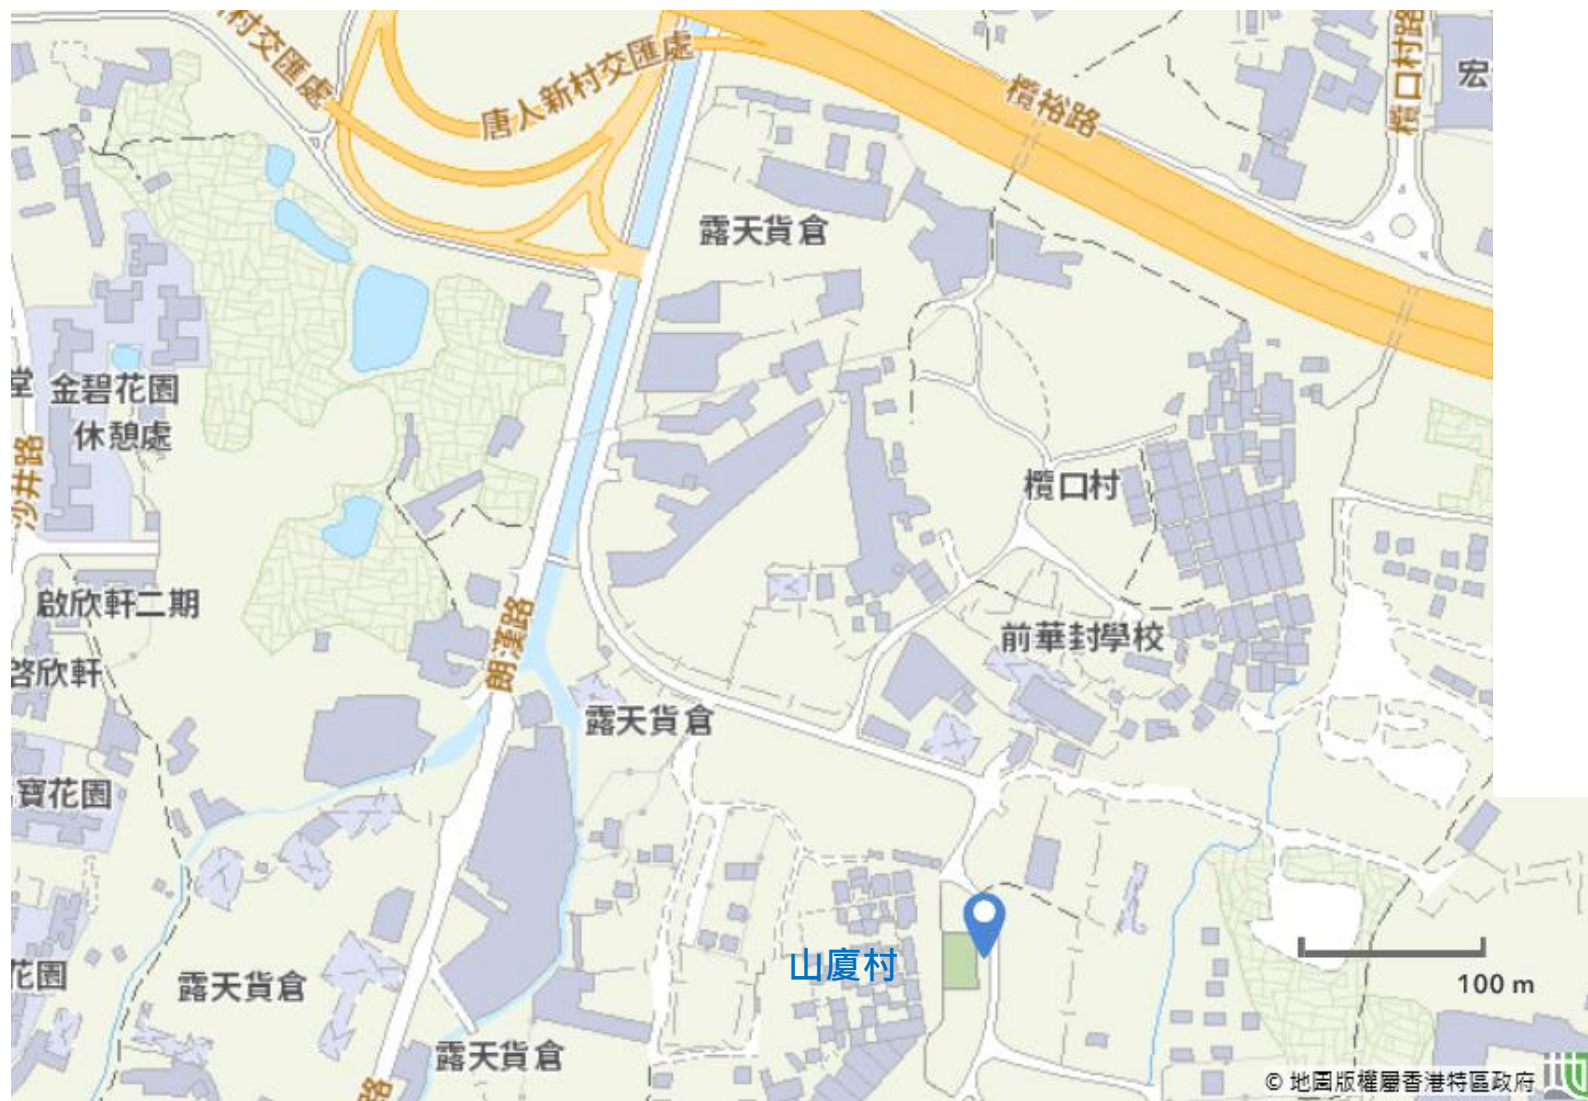 村交匯處
唐人新村交匯處
欖裕路
欖口村路
宏
露天貨倉
堂
金碧花園
休憩處
沙井路
欖口村
啟欣軒二期
朗漢路
前華封學校
啓欣軒
露天貨倉
寶花園
山廈村
花園
露天貨倉
100 m
露天貨倉
路
© 地圖版權屬香港特區政府